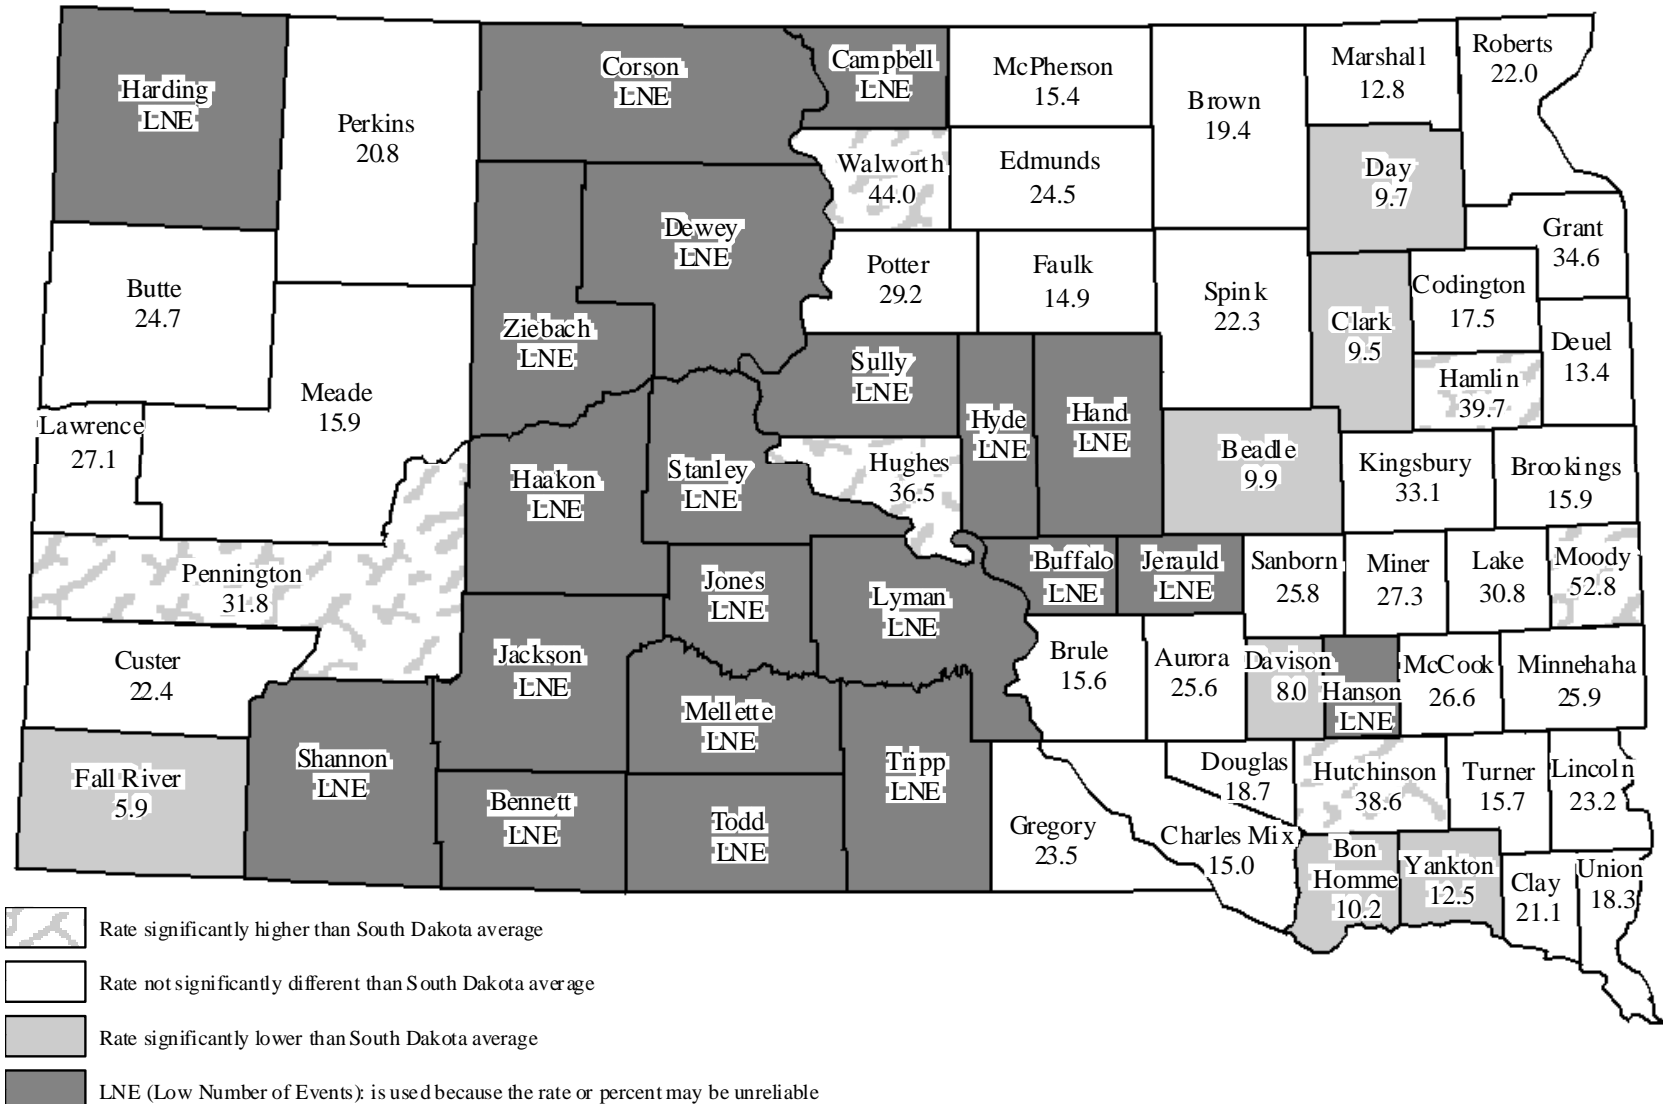 Harding
LNE
Perkins
20.8
Corson
LNE
Campbell
LNE
McPherson
15.4
Brown
19.4
Marshall
12.8
Roberts
22.0
Walworth
44.0
Edmunds
24.5
Day
9.7
Dewey
LNE
Grant
34.6
Butte
24.7
Ziebach
LNE
Potter
29.2
Faulk
14.9
Spink
22.3
Clark
9.5
Codington
17.5
Deuel
13.4
Hamlin
39.7
Meade
15.9
Lawrence
27.1
Sully
LNE
Hyde
LNE
Hand
LNE
Haakon
LNE
Stanley
LNE
Hughes
36.5
Beadle
9.9
Kingsbury
33.1
Brookings
15.9
Pennington
31.8
Jones
LNE
Lyman
LNE
Buffalo
LNE
Jerauld
LNE
Sanborn
25.8
Miner
27.3
Lake
30.8
Moody
52.8
Custer
22.4
Jackson
LNE
Brule
15.6
Aurora
25.6
Davison
8.0
Hanson
LNE
McCook
26.6
Minnehaha
25.9
Fall River
5.9
Shannon
LNE
Mellette
LNE
Tripp
LNE
Bennett
LNE
Todd
LNE
Gregory
23.5
Douglas
18.7
Charles Mix
15.0
Hutchinson
38.6
Turner
15.7
Lincoln
23.2
Bon
Homme
10.2
Yankton
12.5
Clay
21.1
Union
18.3
Rate significantly higher than South Dakota average
Rate not significantly different than South Dakota average
Rate significantly lower than South Dakota average
LNE (Low Number of Events): is used because the rate or percent may be unreliable